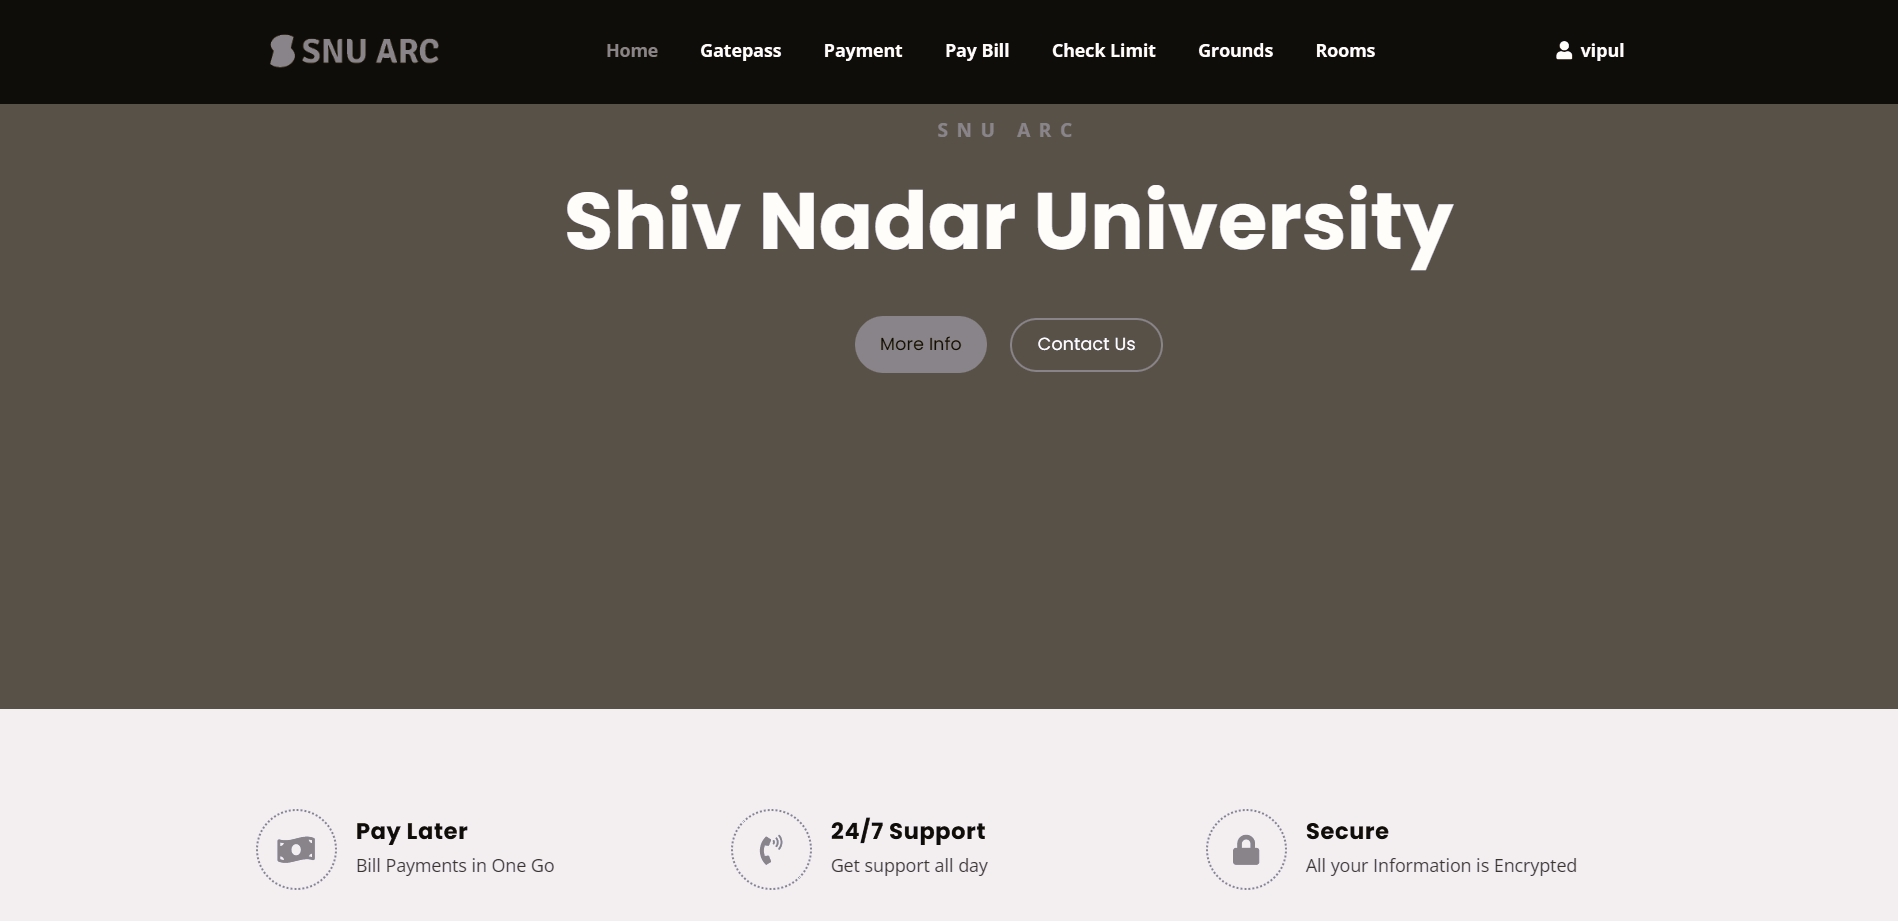 SNU ARC
Home Gatepass Payment Pay Bill Check Limit Grounds Rooms
vipul
SNU ARC
Shiv Nadar University
More Info Contact Us
Pay Later
Bill Payments in One Go
24/7 Support
Get support all day
Secure
All your Information is Encrypted